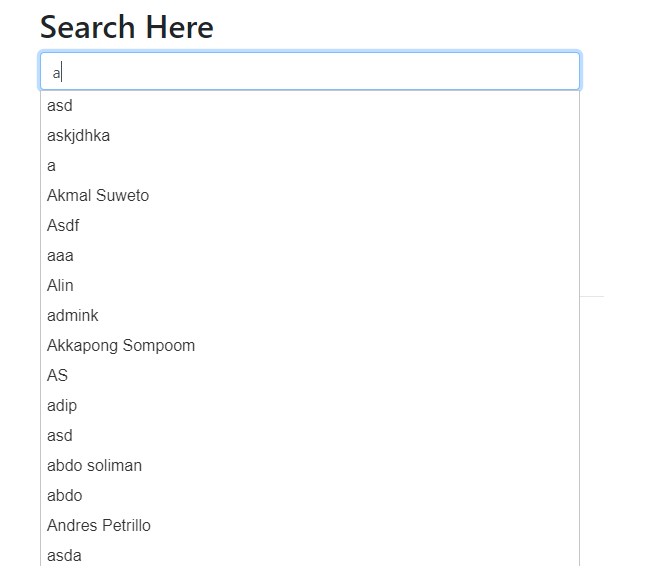 Search Here
a
asd
askjdhka
a
Akmal Suweto
Asdf
aaa
Alin
admink
Akkapong Sompoom
AS
adip
asd
abdo soliman
abdo
Andres Petrillo
asda